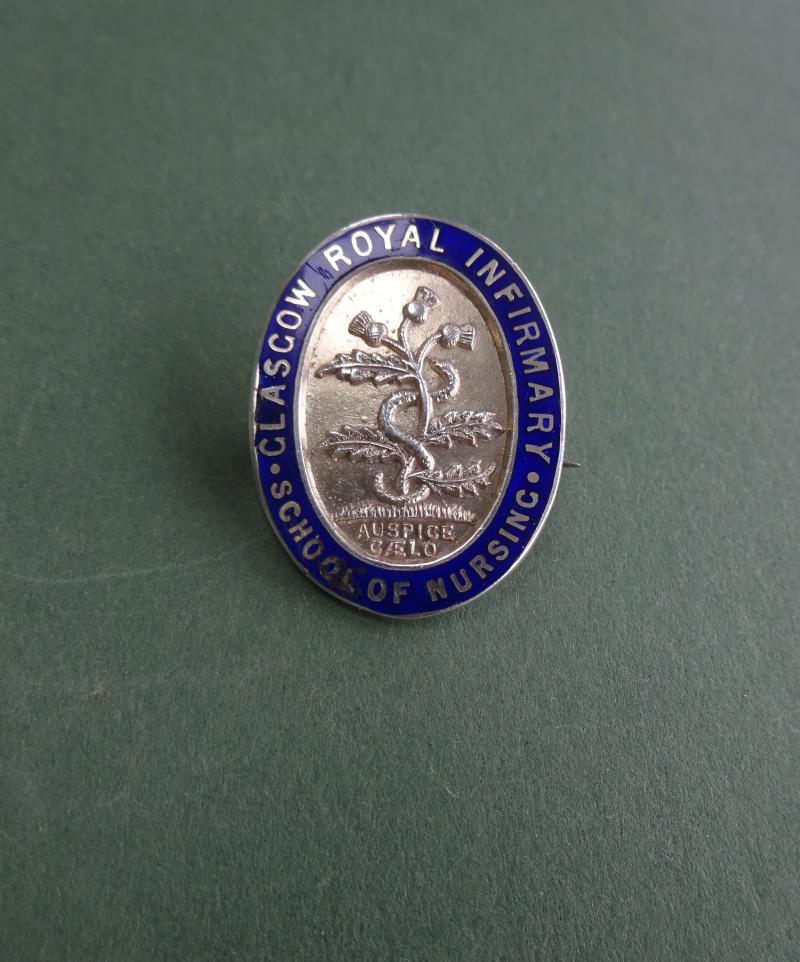 GLASGOW ROYAL INFIRMARY
• SCHOOL OF NURSING •
AUSPICE
CÆLO